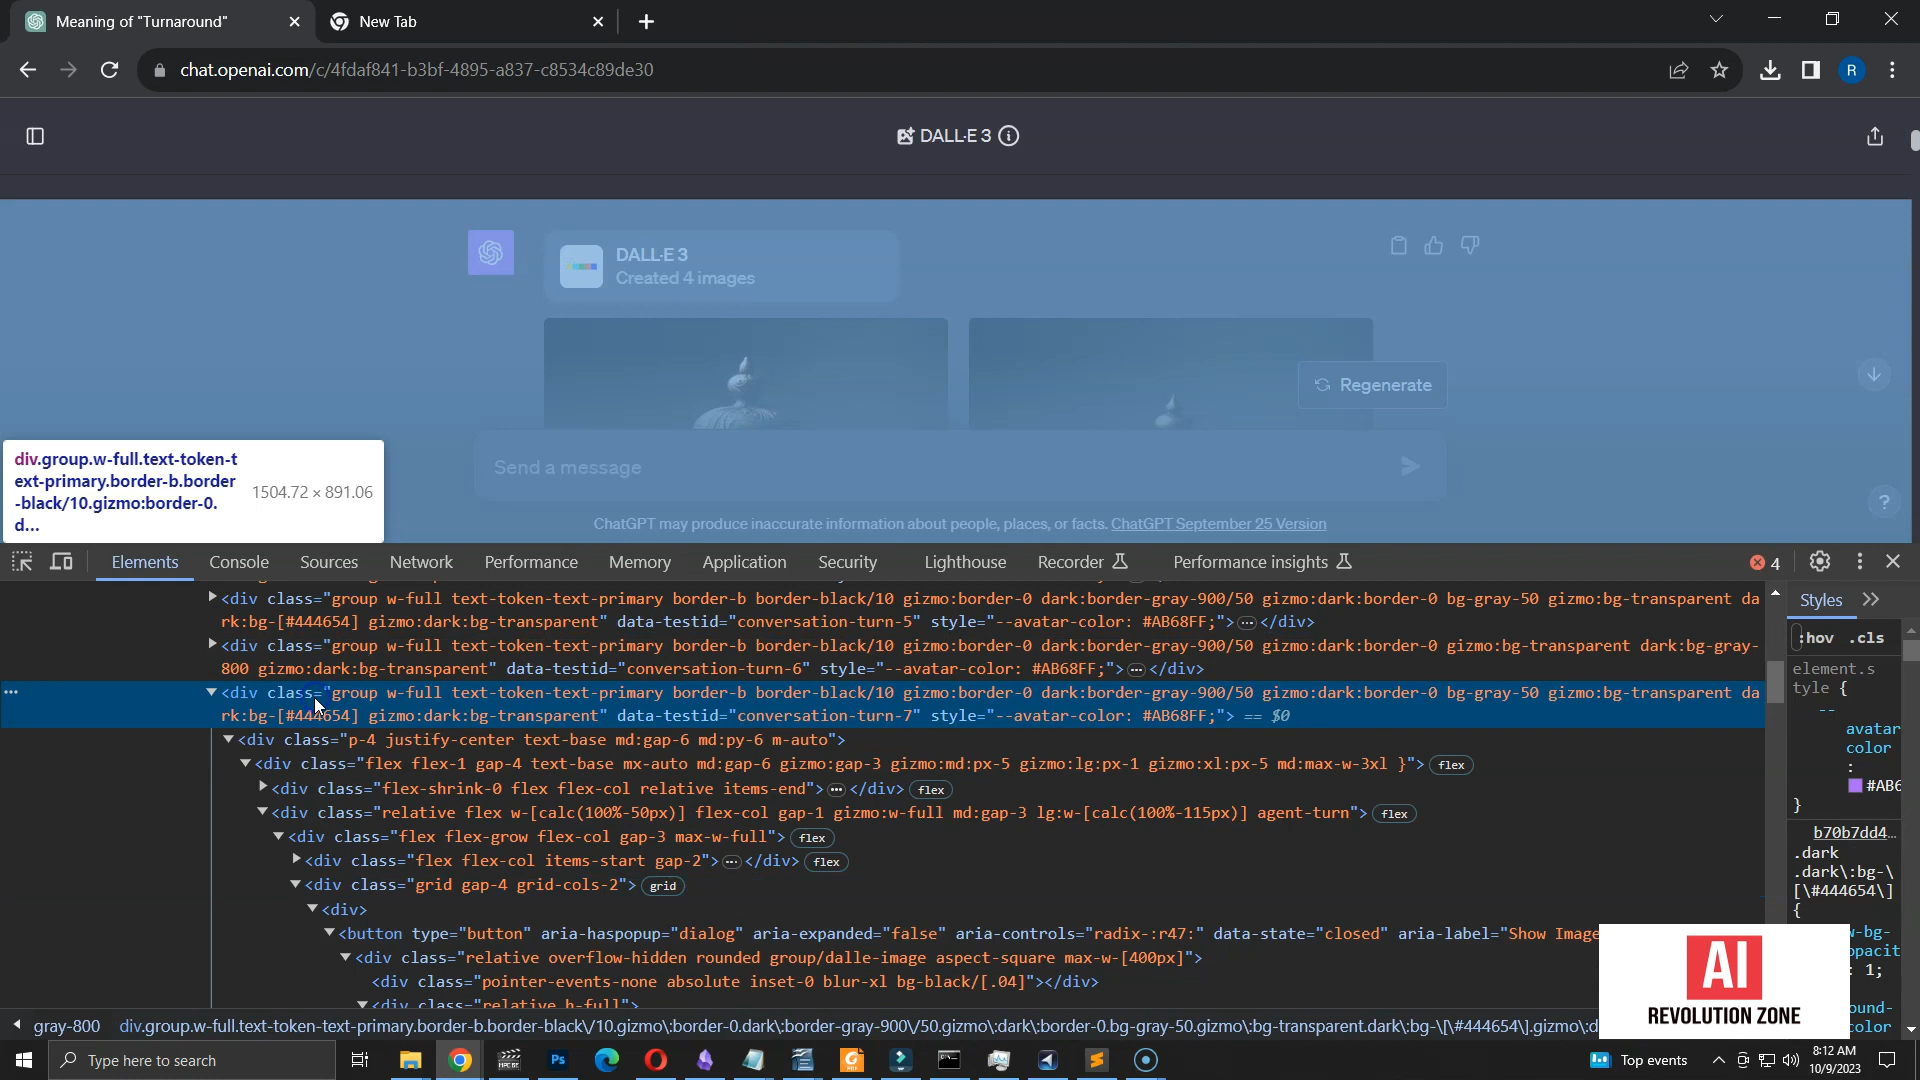 Meaning of "Turnaround"
New Tab
chat.openai.com/c/4fdaf841-b3bf-4895-a837-c8534c89de30
R
DALL·E 3
DALL·E 3
Created 4 images
Regenerate
Send a message
ChatGPT may produce inaccurate information about people, places, or facts. ChatGPT September 25 Version
?
div.group.w-full.text-token-t
ext-primary.border-b.border
-black/10.gizmo:border-0.
d...
1504.72 × 891.06
Elements Console Sources Network Performance Memory Application Security Lighthouse Recorder Performance insights 4
<div class="group w-full text-token-text-primary border-b border-black/10 gizmo:border-0 dark:border-gray-900/50 gizmo:dark:border-0 bg-gray-50 gizmo:bg-transparent da
rk:bg-[#444654] gizmo:dark:bg-transparent" data-testid="conversation-turn-5" style="--avatar-color: #AB68FF;">…</div>
<div class="group w-full text-token-text-primary border-b border-black/10 gizmo:border-0 dark:border-gray-900/50 gizmo:dark:border-0 gizmo:bg-transparent dark:bg-gray-
800 gizmo:dark:bg-transparent" data-testid="conversation-turn-6" style="--avatar-color: #AB68FF;">…</div>
<div class="group w-full text-token-text-primary border-b border-black/10 gizmo:border-0 dark:border-gray-900/50 gizmo:dark:border-0 bg-gray-50 gizmo:bg-transparent da
rk:bg-[#444654] gizmo:dark:bg-transparent" data-testid="conversation-turn-7" style="--avatar-color: #AB68FF;"> == $0
<div class="p-4 justify-center text-base md:gap-6 md:py-6 m-auto">
<div class="flex flex-1 gap-4 text-base mx-auto md:gap-6 gizmo:gap-3 gizmo:md:px-5 gizmo:lg:px-1 gizmo:xl:px-5 md:max-w-3xl }"> flex
<div class="flex-shrink-0 flex flex-col relative items-end">…</div> flex
<div class="relative flex w-[calc(100%-50px)] flex-col gap-1 gizmo:w-full md:gap-3 lg:w-[calc(100%-115px)] agent-turn"> flex
<div class="flex flex-grow flex-col gap-3 max-w-full"> flex
<div class="flex flex-col items-start gap-2">…</div> flex
<div class="grid gap-4 grid-cols-2"> grid
<div>
<button type="button" aria-haspopup="dialog" aria-expanded="false" aria-controls="radix-:r47:" data-state="closed" aria-label="Show Image
<div class="relative overflow-hidden rounded group/dalle-image aspect-square max-w-[400px]">
<div class="pointer-events-none absolute inset-0 blur-xl bg-black/[.04]"></div>
<div class="relative h-full">
Styles
:hov .cls
element.s
tyle {
--
avatar
color
:
#AB6
}
b70b7dd4…
.dark
.dark\:bg-\
[\#444654\]
{
w-bg-
opacit
: 1;
ound-
color
AI
REVOLUTION ZONE
gray-800 div.group.w-full.text-token-text-primary.border-b.border-black\/10.gizmo\:border-0.dark\:border-gray-900\/50.gizmo\:dark\:border-0.bg-gray-50.gizmo\:bg-transparent.dark\:bg-\[\#444654\].gizmo\:d
Type here to search
Ps
Top events
8:12 AM
10/9/2023